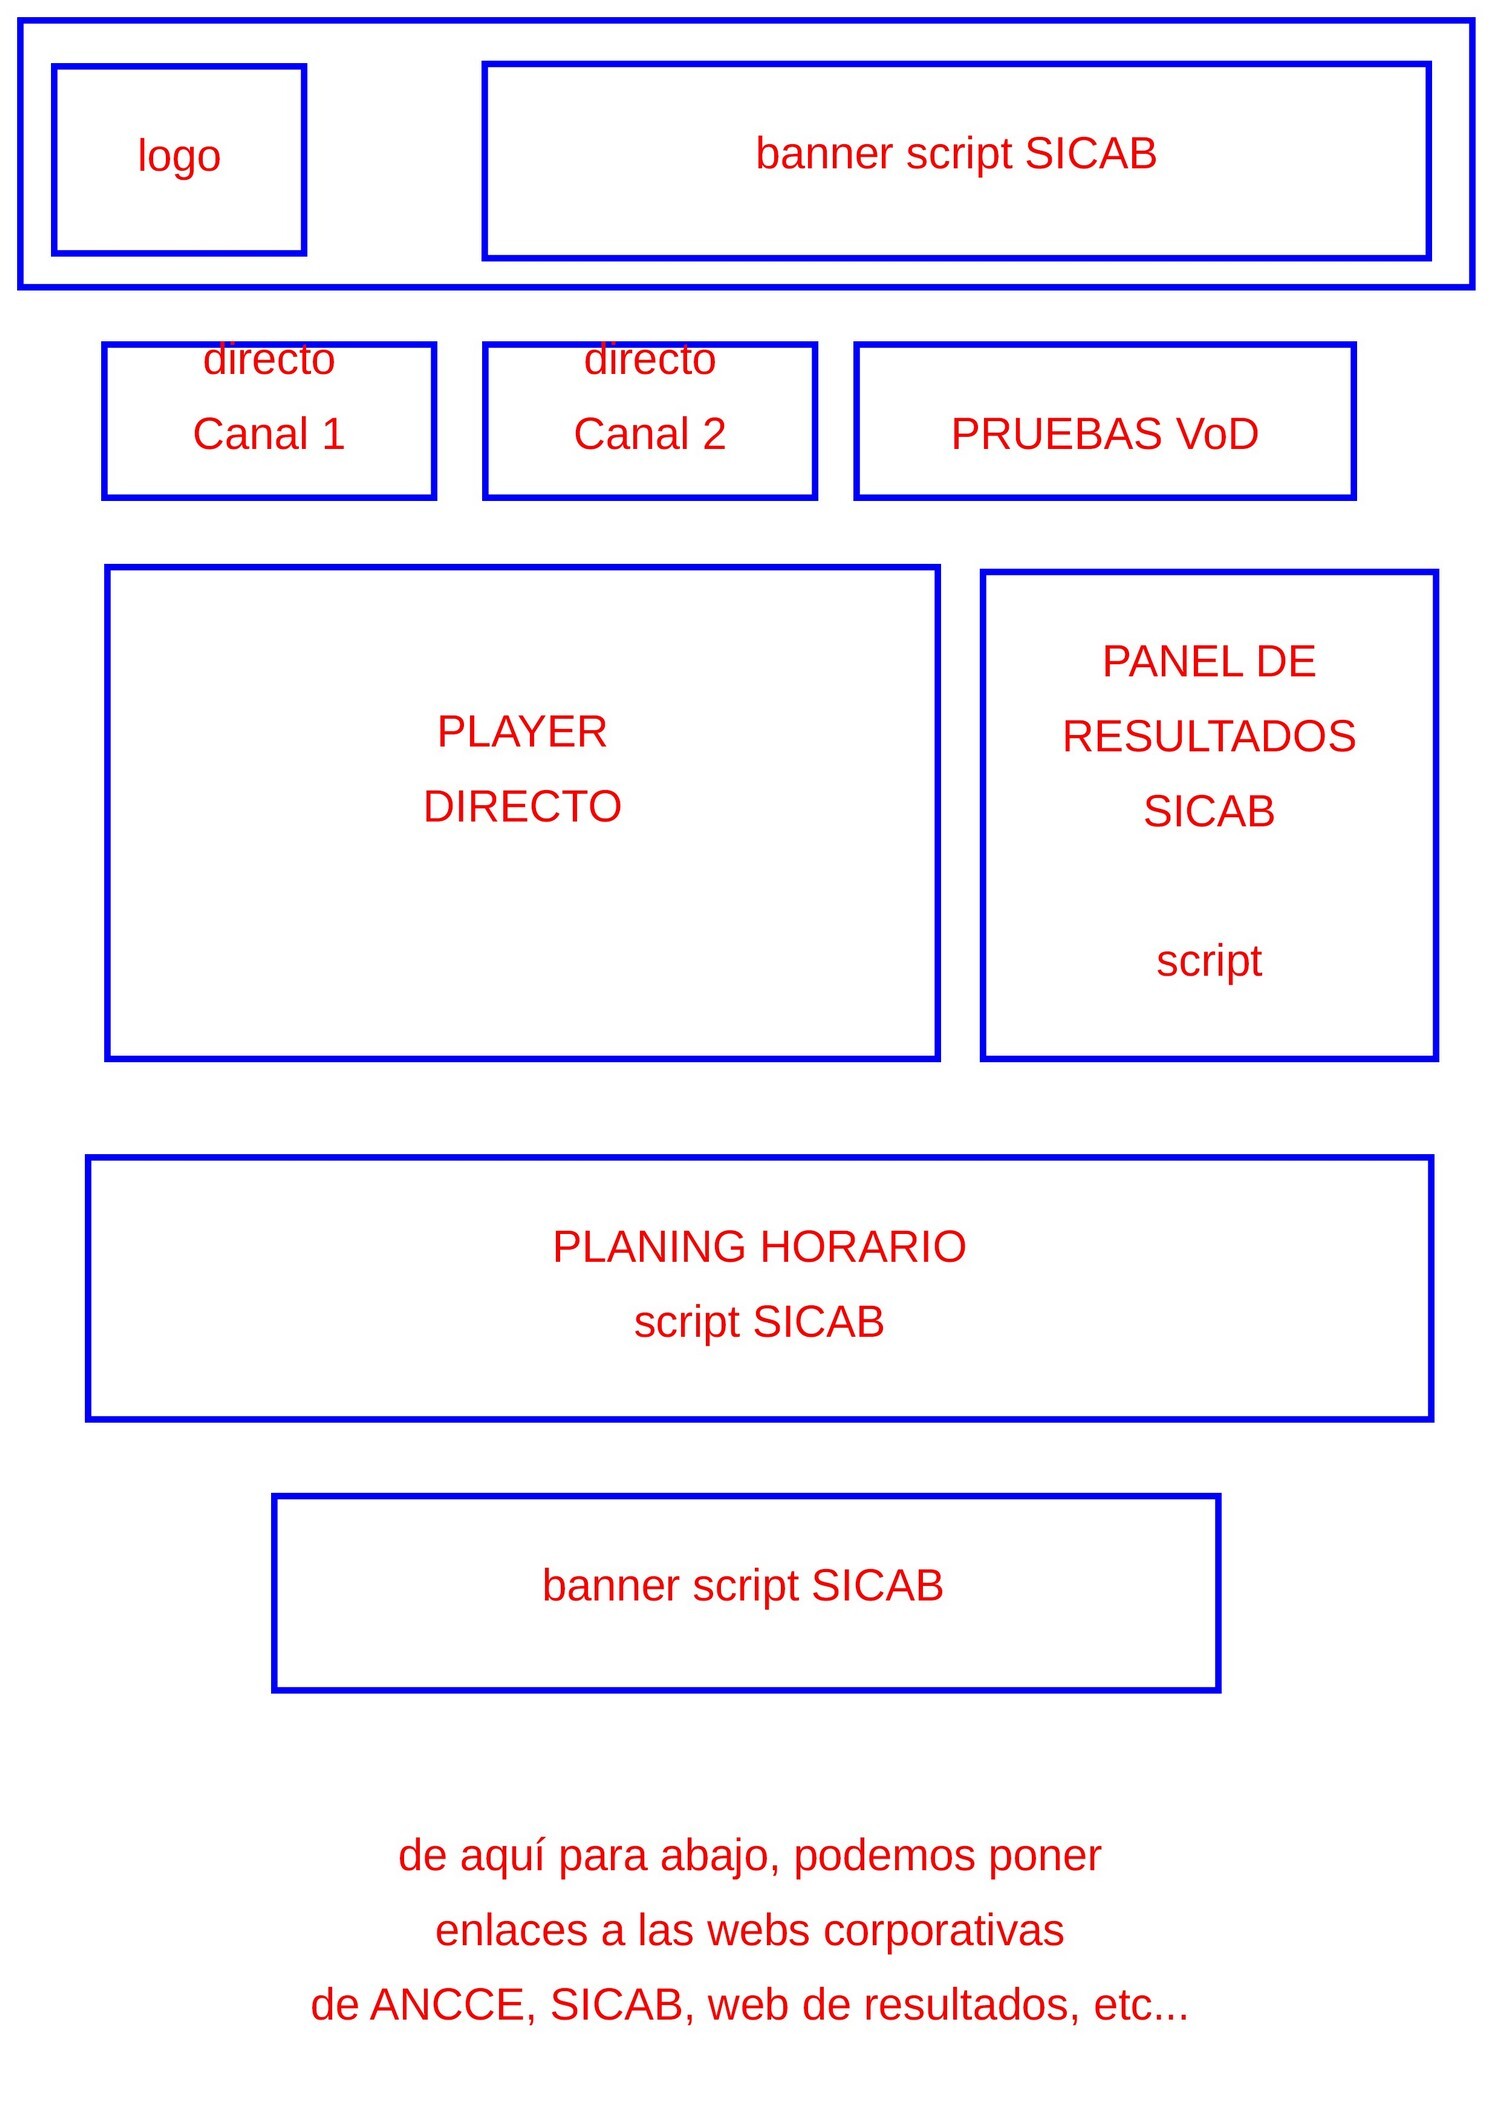 logo
banner script SICAB
directo
Canal 1
directo
Canal 2
PRUEBAS VoD
PLAYER
DIRECTO
PANEL DE
RESULTADOS
SICAB
script
PLANING HORARIO
script SICAB
banner script SICAB
de aquí para abajo, podemos poner
enlaces a las webs corporativas
de ANCCE, SICAB, web de resultados, etc...